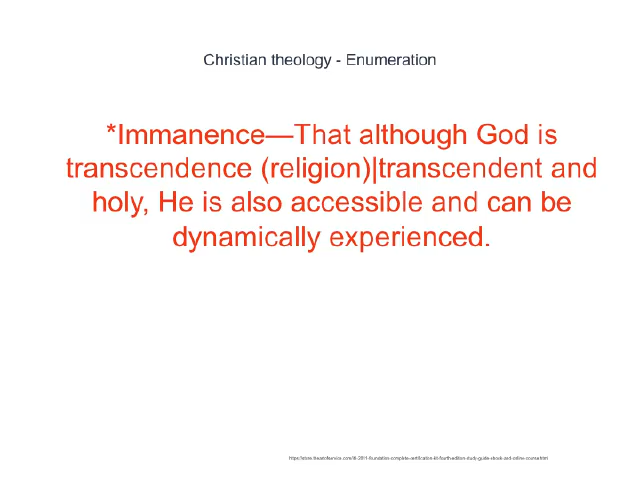 Christian theology - Enumeration
*Immanence—That although God is
transcendence (religion)|transcendent and
holy, He is also accessible and can be
dynamically experienced.